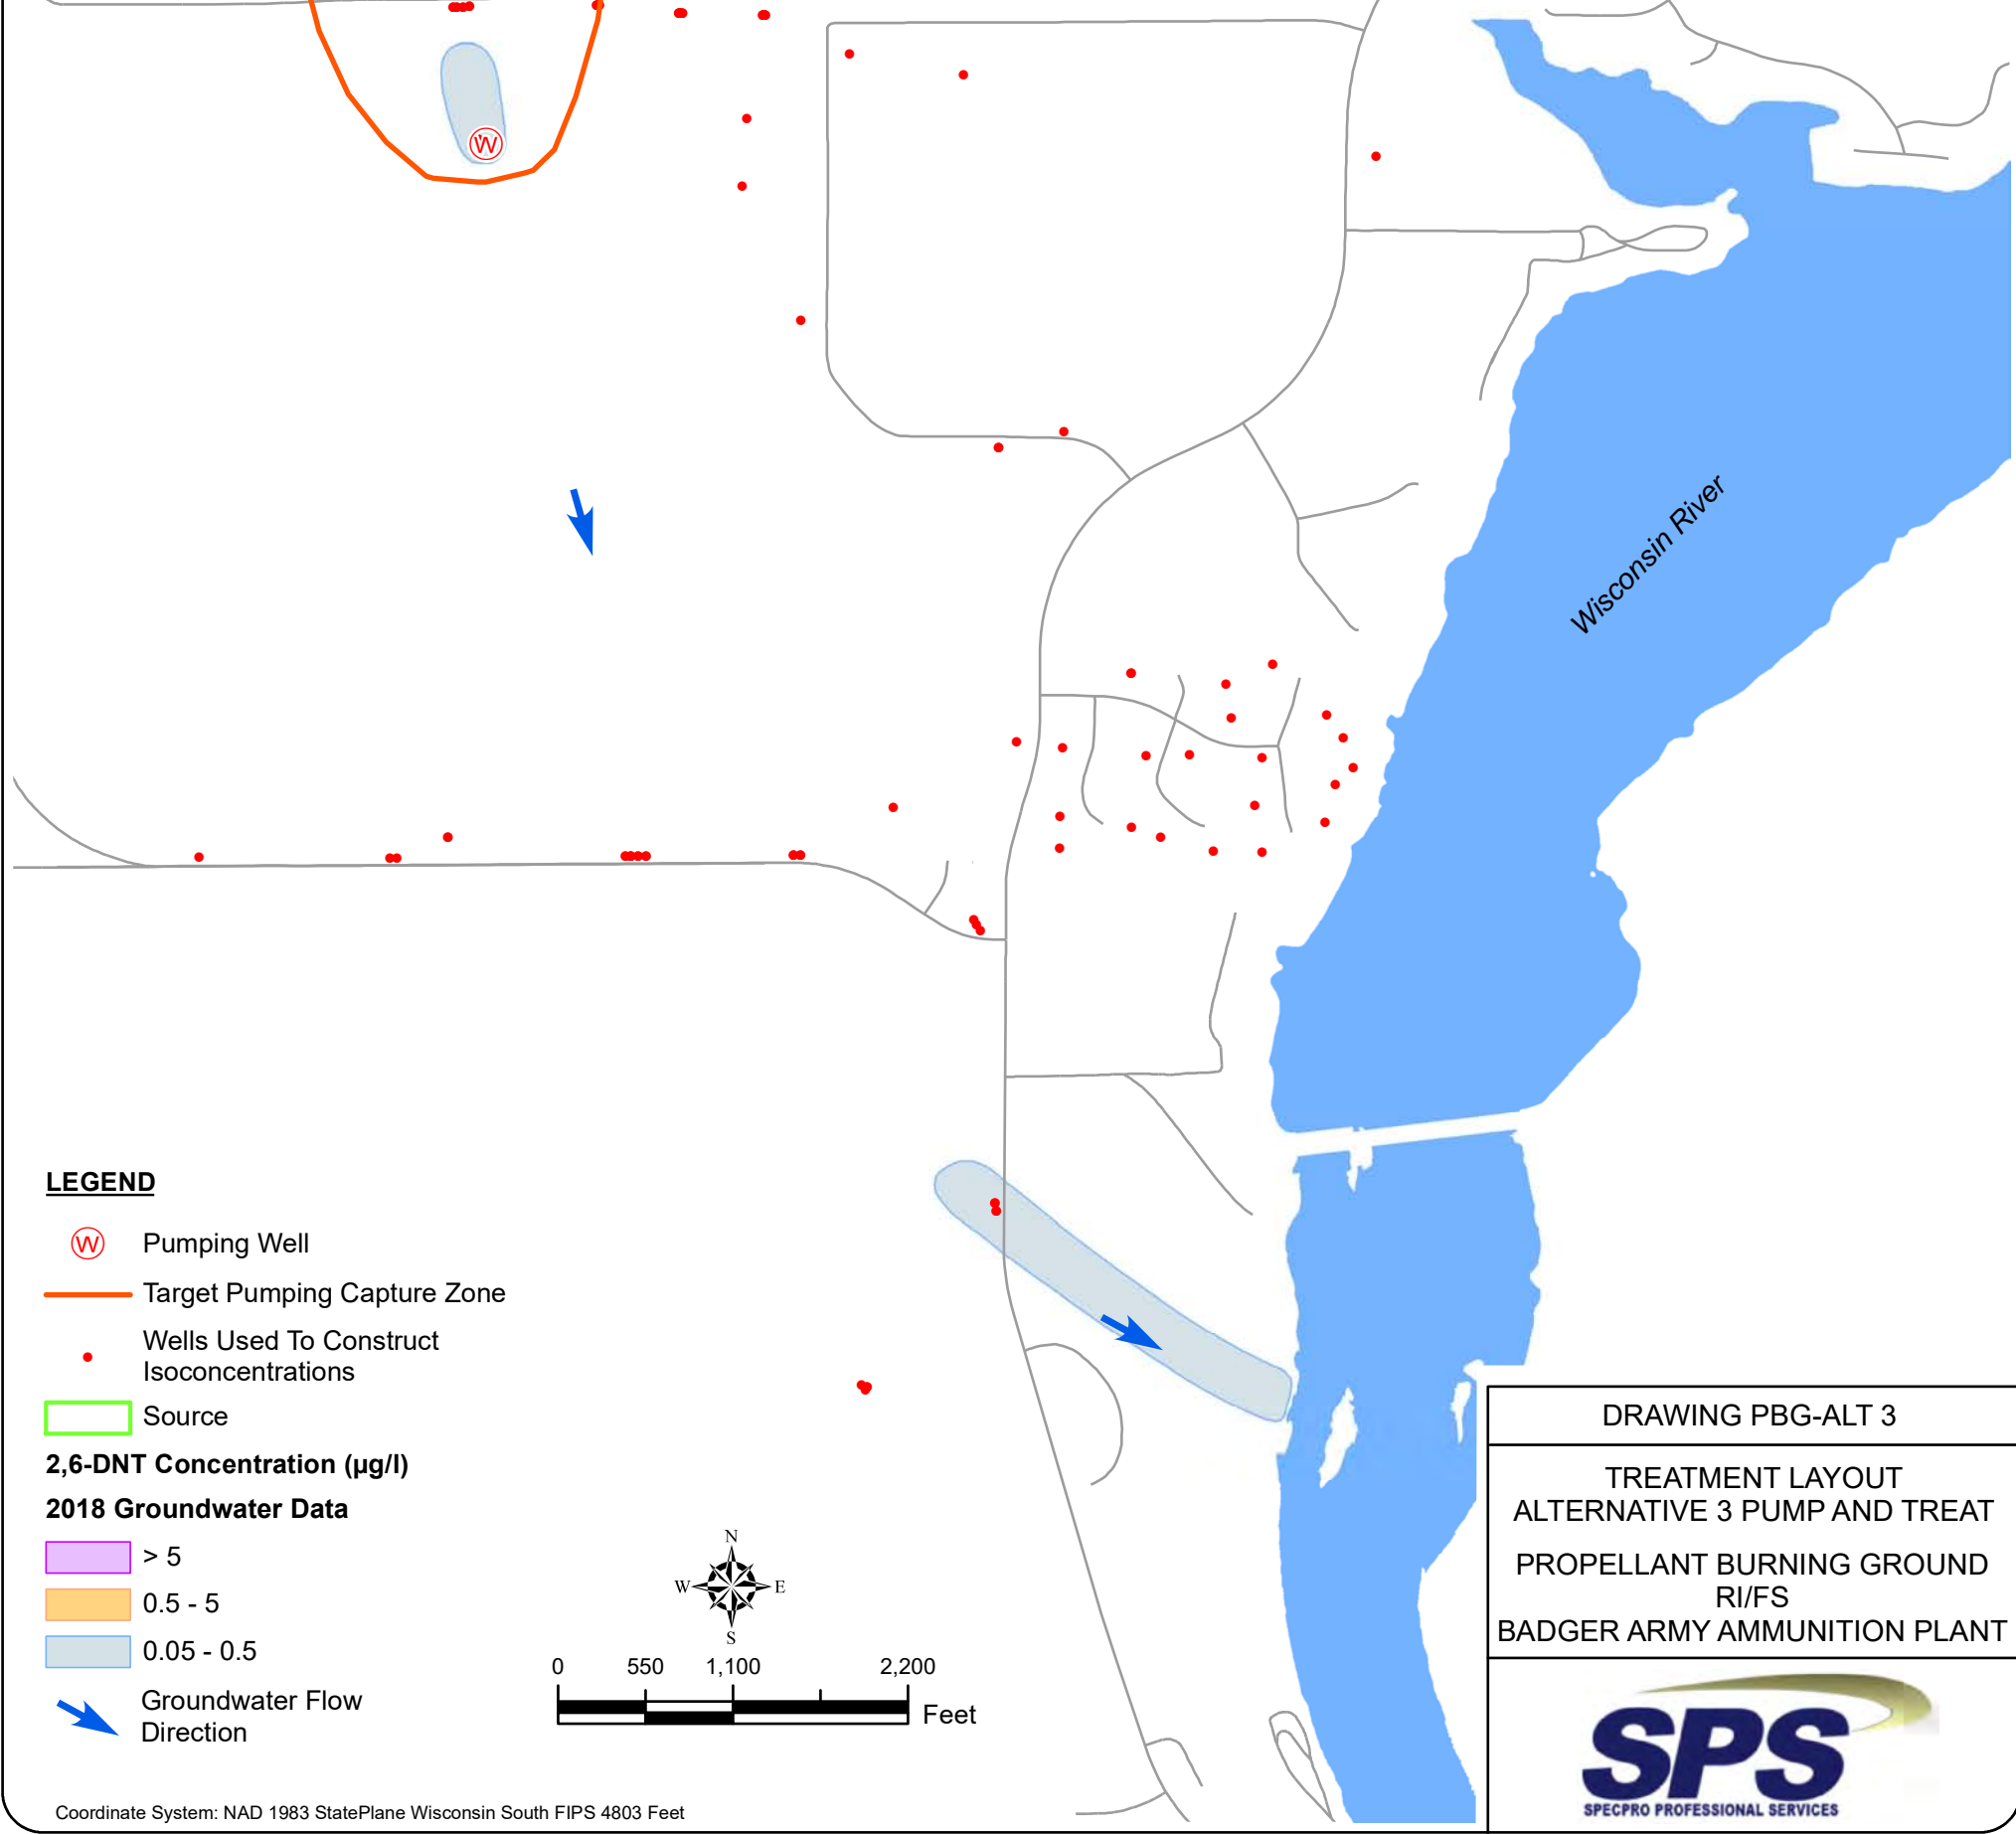 W
Wisconsin River
LEGEND
W Pumping Well
Target Pumping Capture Zone
Wells Used To Construct
Isoconcentrations
Source
2,6-DNT Concentration (µg/l)
2018 Groundwater Data
> 5
0.5 - 5
0.05 - 0.5
Groundwater Flow
Direction
N
W E
S
0 550 1,100 2,200
Feet
Coordinate System: NAD 1983 StatePlane Wisconsin South FIPS 4803 Feet
DRAWING PBG-ALT 3
TREATMENT LAYOUT
ALTERNATIVE 3 PUMP AND TREAT
PROPELLANT BURNING GROUND
RI/FS
BADGER ARMY AMMUNITION PLANT
SPS
SPECPRO PROFESSIONAL SERVICES